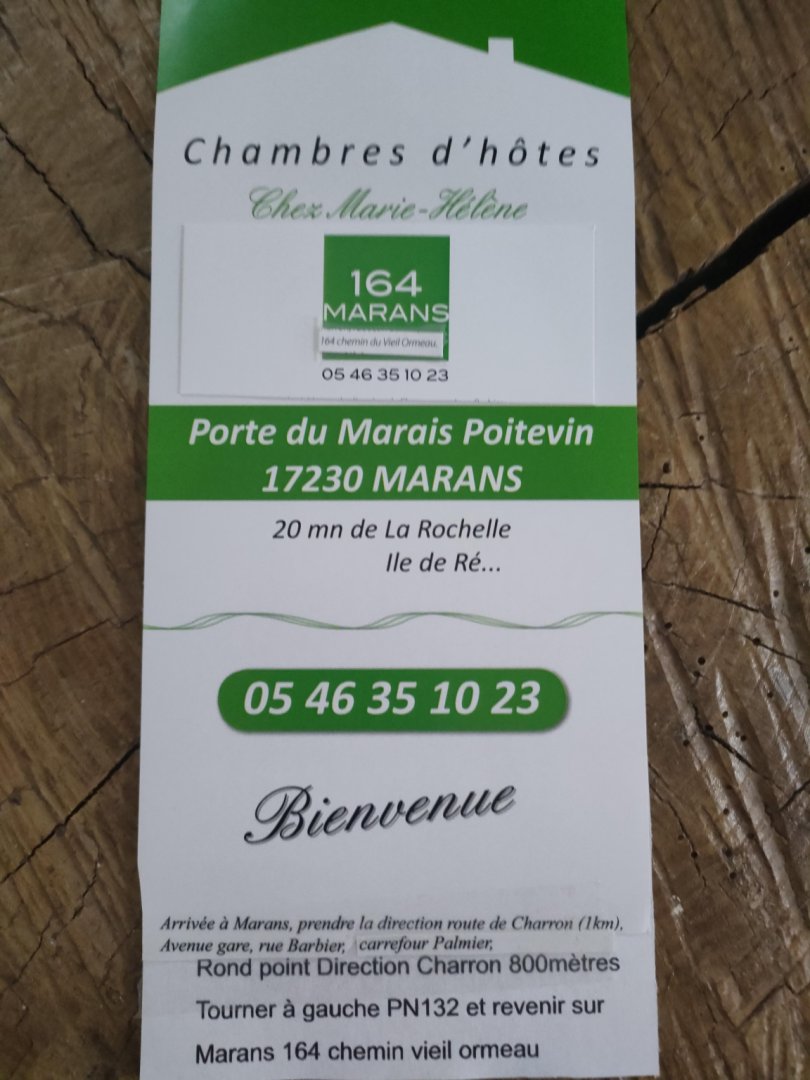 Chambres d'hôtes
Chez Marie-Hélène
164
MARANS
164 chemin du Vieil Ormeau.
05 46 35 10 23
Porte du Marais Poitevin
17230 MARANS
20 mn de La Rochelle
Ile de Ré...
05 46 35 10 23
Bienvenue
Arrivée à Marans, prendre la direction route de Charron (1km),
Avenue gare, rue Barbier, carrefour Palmier,
Rond point Direction Charron 800mètres
Tourner à gauche PN132 et revenir sur
Marans 164 chemin vieil ormeau